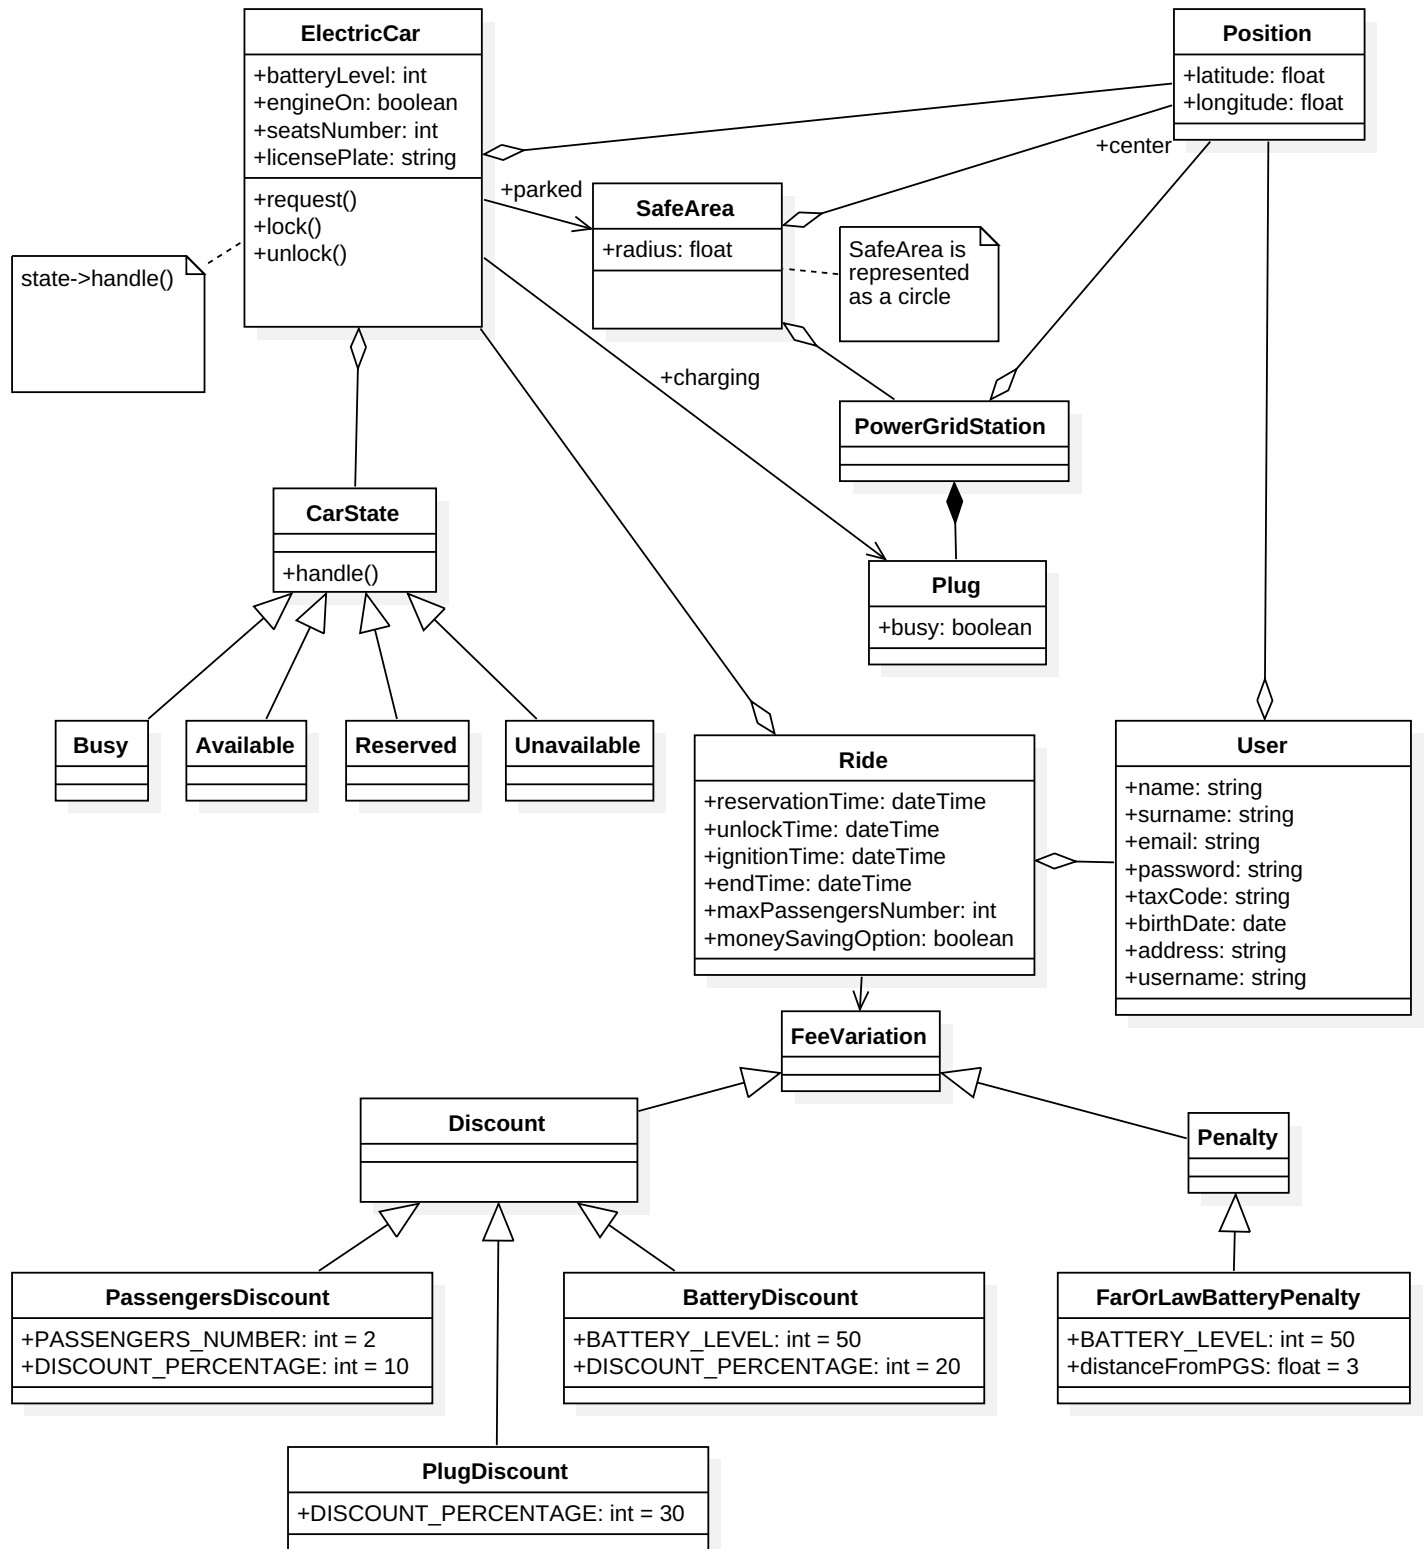 ElectricCar
+batteryLevel: int
+engineOn: boolean
+seatsNumber: int
+licensePlate: string
+request()
+lock()
+unlock()
Position
+latitude: float
+longitude: float
+center
+parked
SafeArea
+radius: float
SafeArea is
represented
as a circle
state->handle()
+charging
PowerGridStation
CarState
+handle()
Plug
+busy: boolean
Busy
Available
Reserved
Unavailable
Ride
+reservationTime: dateTime
+unlockTime: dateTime
+ignitionTime: dateTime
+endTime: dateTime
+maxPassengersNumber: int
+moneySavingOption: boolean
User
+name: string
+surname: string
+email: string
+password: string
+taxCode: string
+birthDate: date
+address: string
+username: string
FeeVariation
Discount
Penalty
PassengersDiscount
+PASSENGERS_NUMBER: int = 2
+DISCOUNT_PERCENTAGE: int = 10
BatteryDiscount
+BATTERY_LEVEL: int = 50
+DISCOUNT_PERCENTAGE: int = 20
FarOrLawBatteryPenalty
+BATTERY_LEVEL: int = 50
+distanceFromPGS: float = 3
PlugDiscount
+DISCOUNT_PERCENTAGE: int = 30